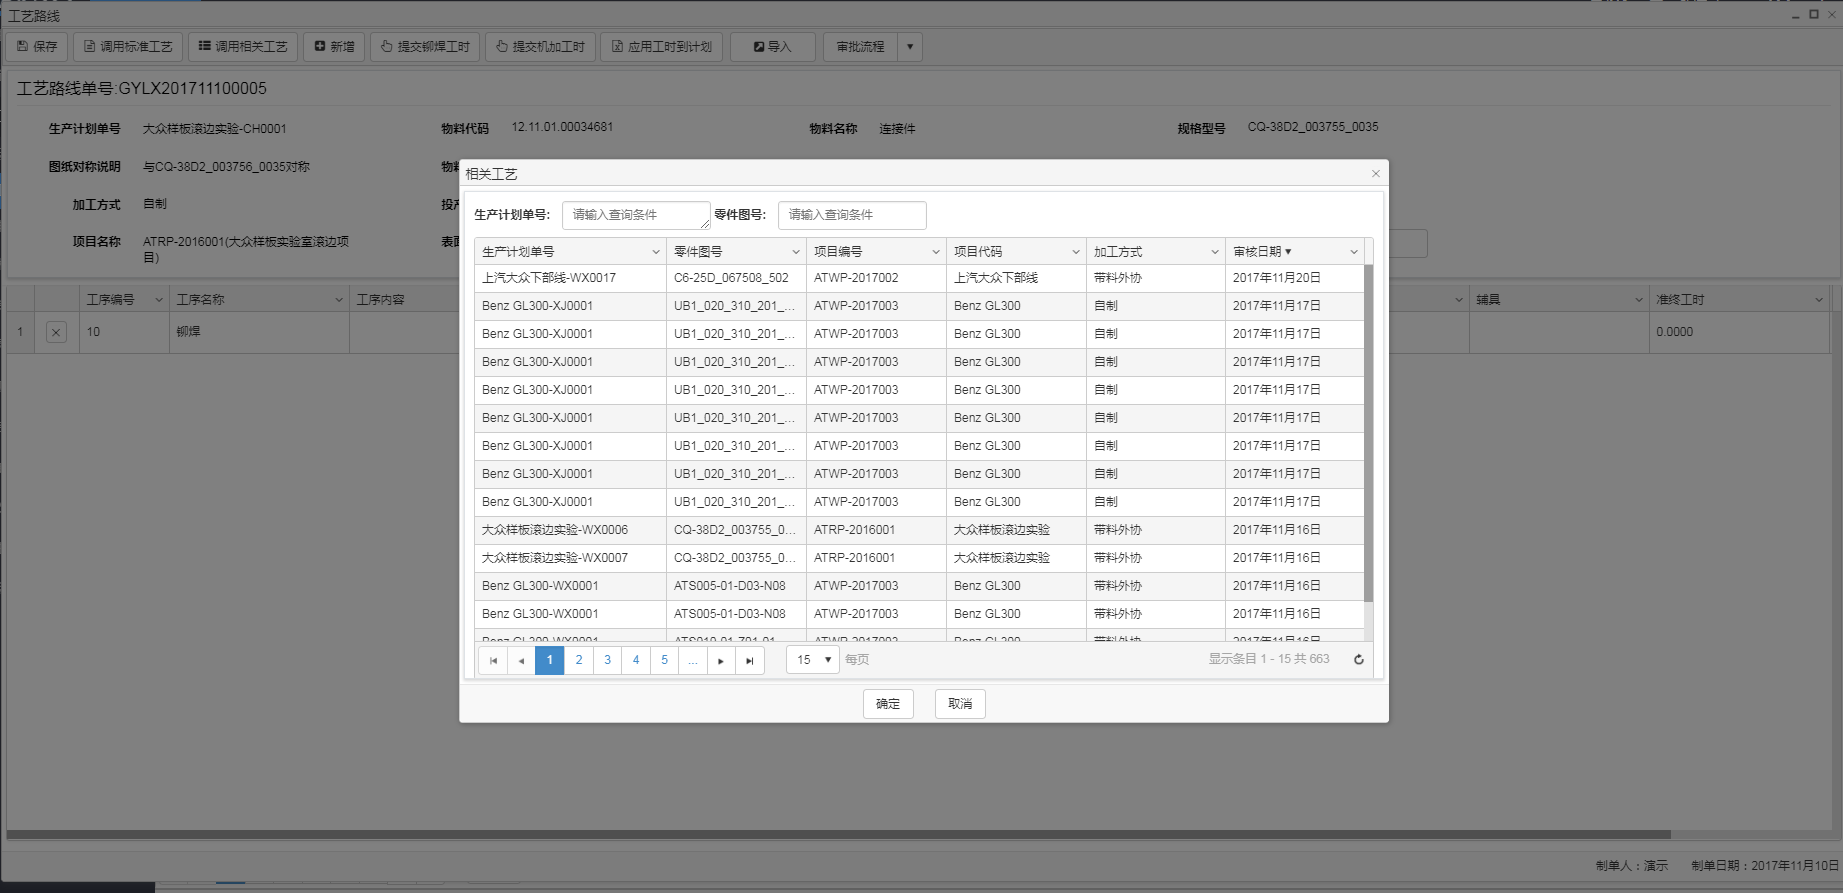 工艺路线
保存 调用标准工艺 调用相关工艺 新增 提交铆焊工时 提交机加工时 应用工时到计划 导入 审批流程
工艺路线单号:GYLX201711100005
生产计划单号 大众样板滚边实验-CH0001 物料代码 12.11.01.00034681 物料名称 连接件 规格型号 CQ-38D2_003755_0035
图纸对称说明 与CQ-38D2_003756_0035对称
加工方式 自制
项目名称 ATRP-2016001(大众样板实验室滚边项
目)
工序编号 工序名称 工序内容 辅具 准终工时
1 10 铆焊 0.0000
相关工艺
生产计划单号: 请输入查询条件 零件图号: 请输入查询条件
生产计划单号 零件图号 项目编号 项目代码 加工方式 审核日期
上汽大众下部线-WX0017 C6-25D_067508_502 ATWP-2017002 上汽大众下部线 带料外协 2017年11月20日
Benz GL300-XJ0001 UB1_020_310_201_... ATWP-2017003 Benz GL300 自制 2017年11月17日
Benz GL300-XJ0001 UB1_020_310_201_... ATWP-2017003 Benz GL300 自制 2017年11月17日
Benz GL300-XJ0001 UB1_020_310_201_... ATWP-2017003 Benz GL300 自制 2017年11月17日
Benz GL300-XJ0001 UB1_020_310_201_... ATWP-2017003 Benz GL300 自制 2017年11月17日
Benz GL300-XJ0001 UB1_020_310_201_... ATWP-2017003 Benz GL300 自制 2017年11月17日
Benz GL300-XJ0001 UB1_020_310_201_... ATWP-2017003 Benz GL300 自制 2017年11月17日
Benz GL300-XJ0001 UB1_020_310_201_... ATWP-2017003 Benz GL300 自制 2017年11月17日
Benz GL300-XJ0001 UB1_020_310_201_... ATWP-2017003 Benz GL300 自制 2017年11月17日
大众样板滚边实验-WX0006 CQ-38D2_003755_0... ATRP-2016001 大众样板滚边实验 带料外协 2017年11月16日
大众样板滚边实验-WX0007 CQ-38D2_003755_0... ATRP-2016001 大众样板滚边实验 带料外协 2017年11月16日
Benz GL300-WX0001 ATS005-01-D03-N08 ATWP-2017003 Benz GL300 带料外协 2017年11月16日
Benz GL300-WX0001 ATS005-01-D03-N08 ATWP-2017003 Benz GL300 带料外协 2017年11月16日
1 2 3 4 5 ... 15 每页 显示条目 1 - 15 共 663
确定 取消
制单人：演示 制单日期：2017年11月10日